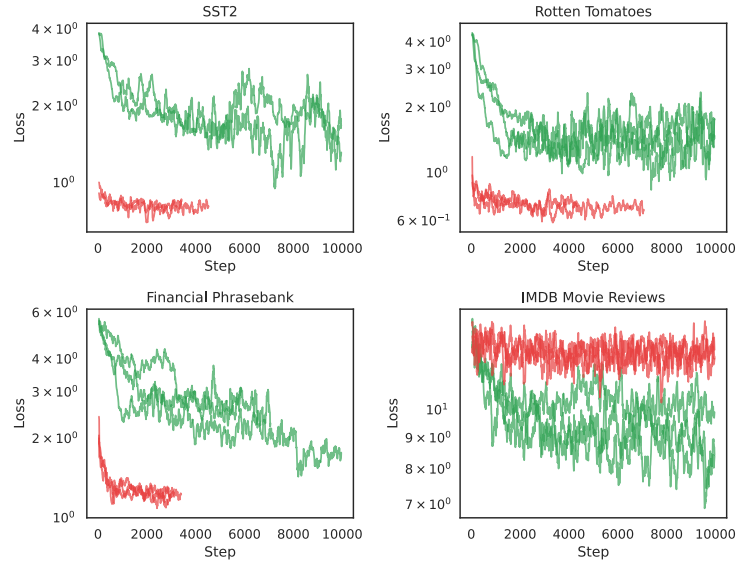 SST2
4 × 10⁰
3 × 10⁰
2 × 10⁰
10⁰
Loss
0 2000 4000 6000 8000 10000
Step
Rotten Tomatoes
4 × 10⁰
3 × 10⁰
2 × 10⁰
10⁰
6 × 10⁻¹
Loss
0 2000 4000 6000 8000 10000
Step
Financial Phrasebank
6 × 10⁰
4 × 10⁰
3 × 10⁰
2 × 10⁰
10⁰
Loss
0 2000 4000 6000 8000 10000
Step
IMDB Movie Reviews
10¹
9 × 10⁰
8 × 10⁰
7 × 10⁰
Loss
0 2000 4000 6000 8000 10000
Step